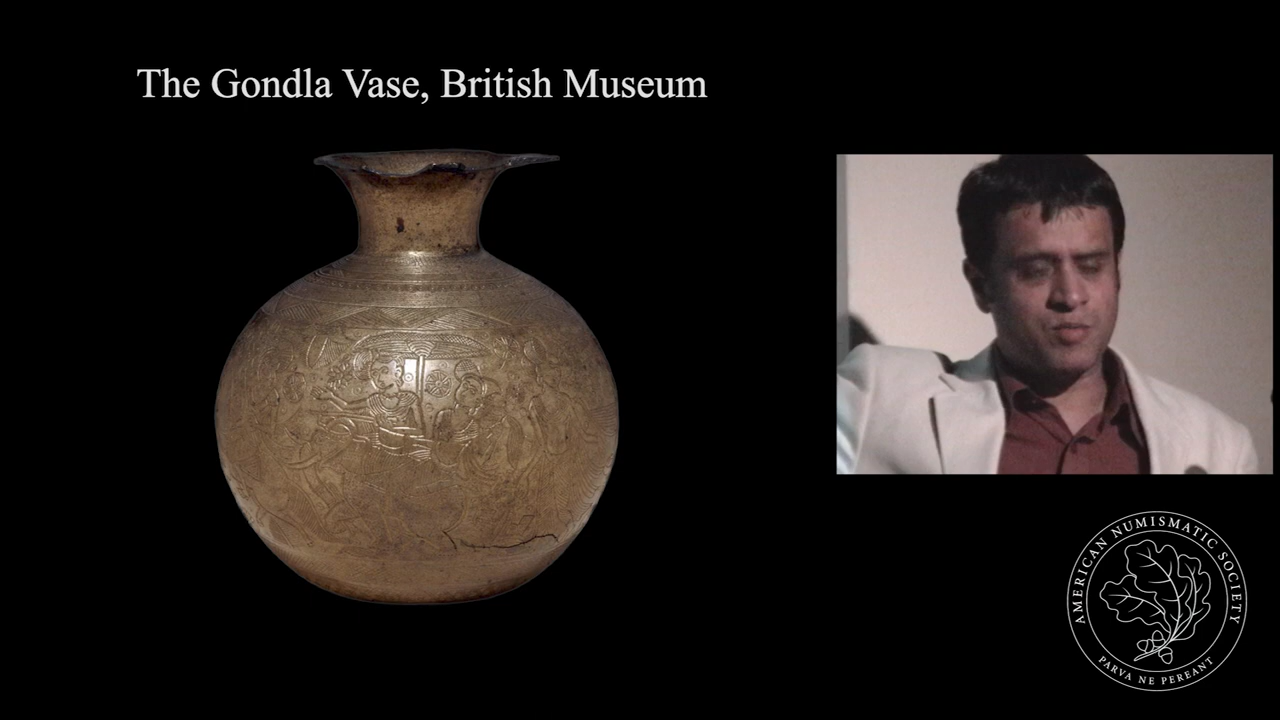 The Gondla Vase, British Museum
AMERICAN NUMISMATIC SOCIETY
PARVA NE PEREANT